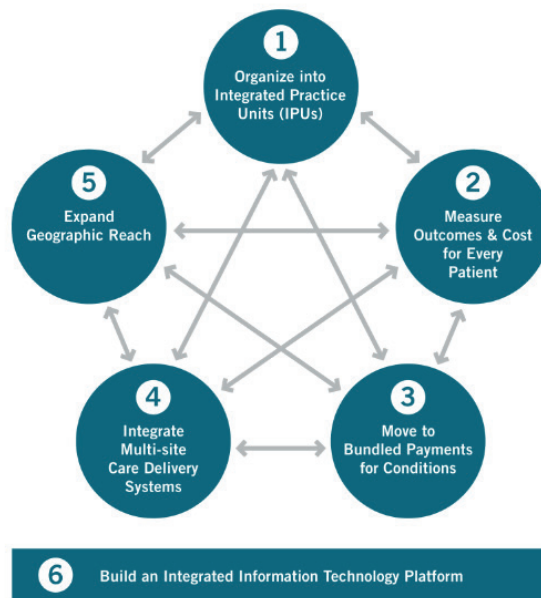 1
Organize into
Integrated Practice
Units (IPUs)
5
Expand
Geographic Reach
2
Measure
Outcomes & Cost
for Every
Patient
4
Integrate
Multi-site
Care Delivery
Systems
3
Move to
Bundled Payments
for Conditions
6 Build an Integrated Information Technology Platform